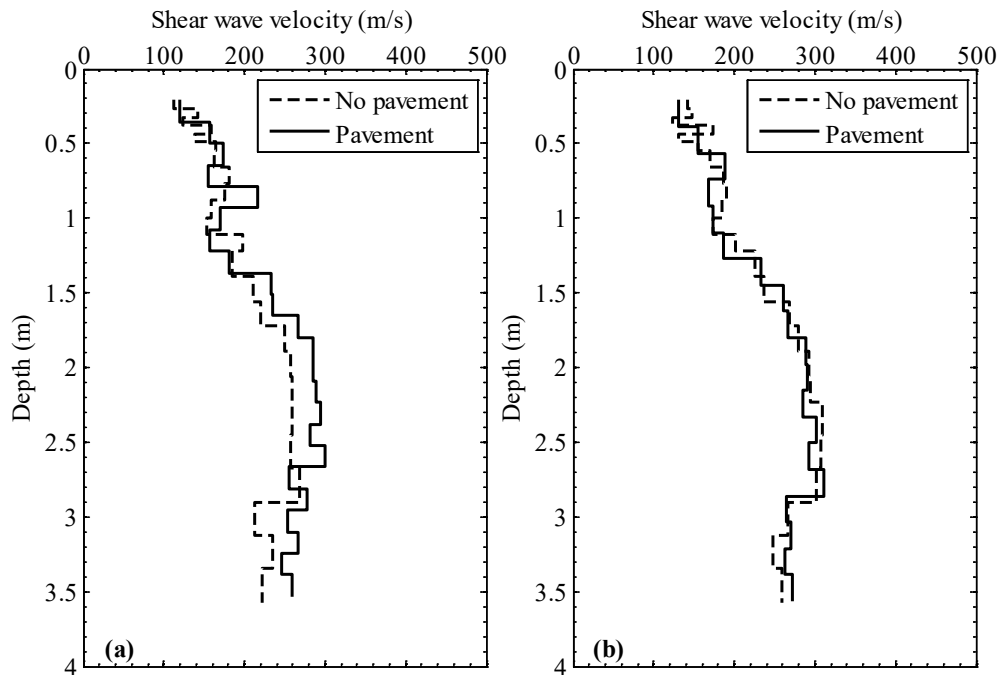 Shear wave velocity (m/s)
0 100 200 300 400 500
0
0.5
1
1.5
2
2.5
3
3.5
4
Depth (m)
No pavement
Pavement
(a)
Shear wave velocity (m/s)
0 100 200 300 400 500
0
0.5
1
1.5
2
2.5
3
3.5
4
Depth (m)
No pavement
Pavement
(b)